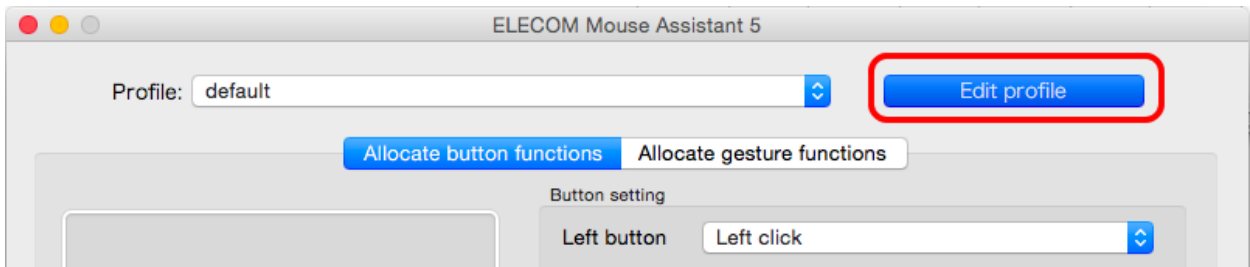 ELECOM Mouse Assistant 5
Profile: default Edit profile
Allocate button functions Allocate gesture functions
Button setting
Left button Left click